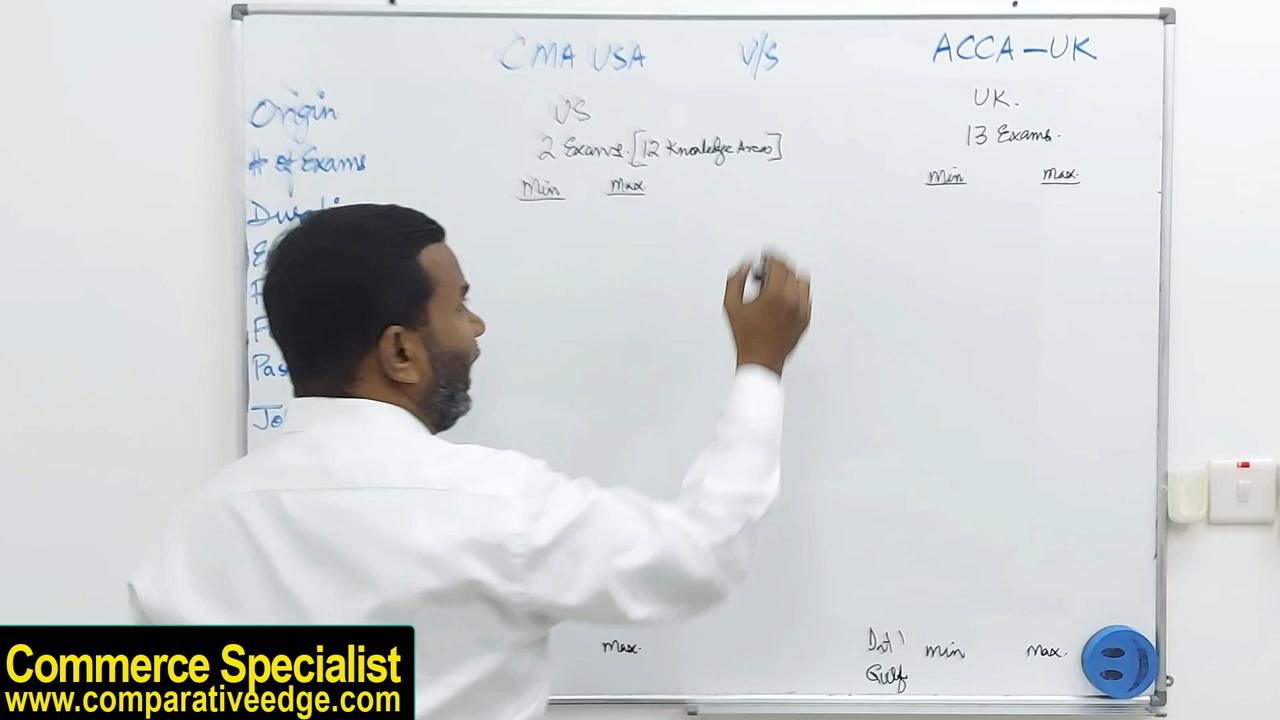 CMA USA V/S ACCA-UK
Origin US UK.
# of Exams 2 Exams. [12 Knowledge Areas] 13 Exams.
Min Max. Min Max.
Max. Int'l Min Max.
Gulf
Commerce Specialist
www.comparativeedge.com